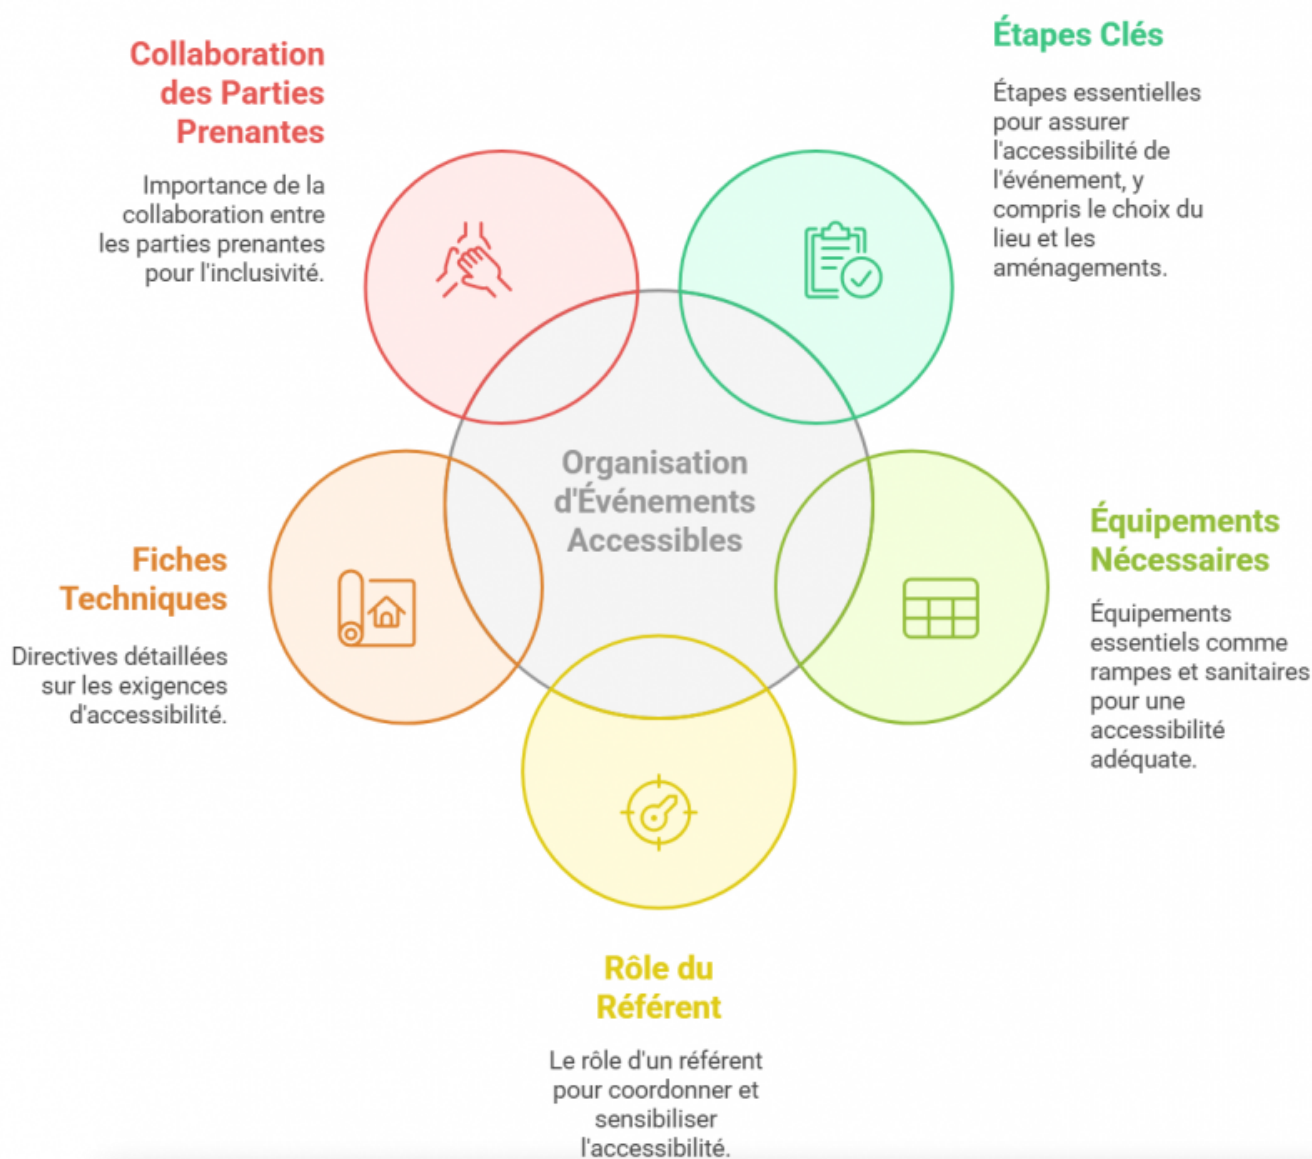 Collaboration
des Parties
Prenantes
Importance de la
collaboration entre
les parties prenantes
pour l'inclusivité.
Étapes Clés
Étapes essentielles
pour assurer
l'accessibilité de
l'événement, y
compris le choix du
lieu et les
aménagements.
Organisation
d'Événements
Accessibles
Fiches
Techniques
Directives détaillées
sur les exigences
d'accessibilité.
Équipements
Nécessaires
Équipements
essentiels comme
rampes et sanitaires
pour une
accessibilité
adéquate.
Rôle du
Référent
Le rôle d'un référent
pour coordonner et
sensibiliser
l'accessibilité.